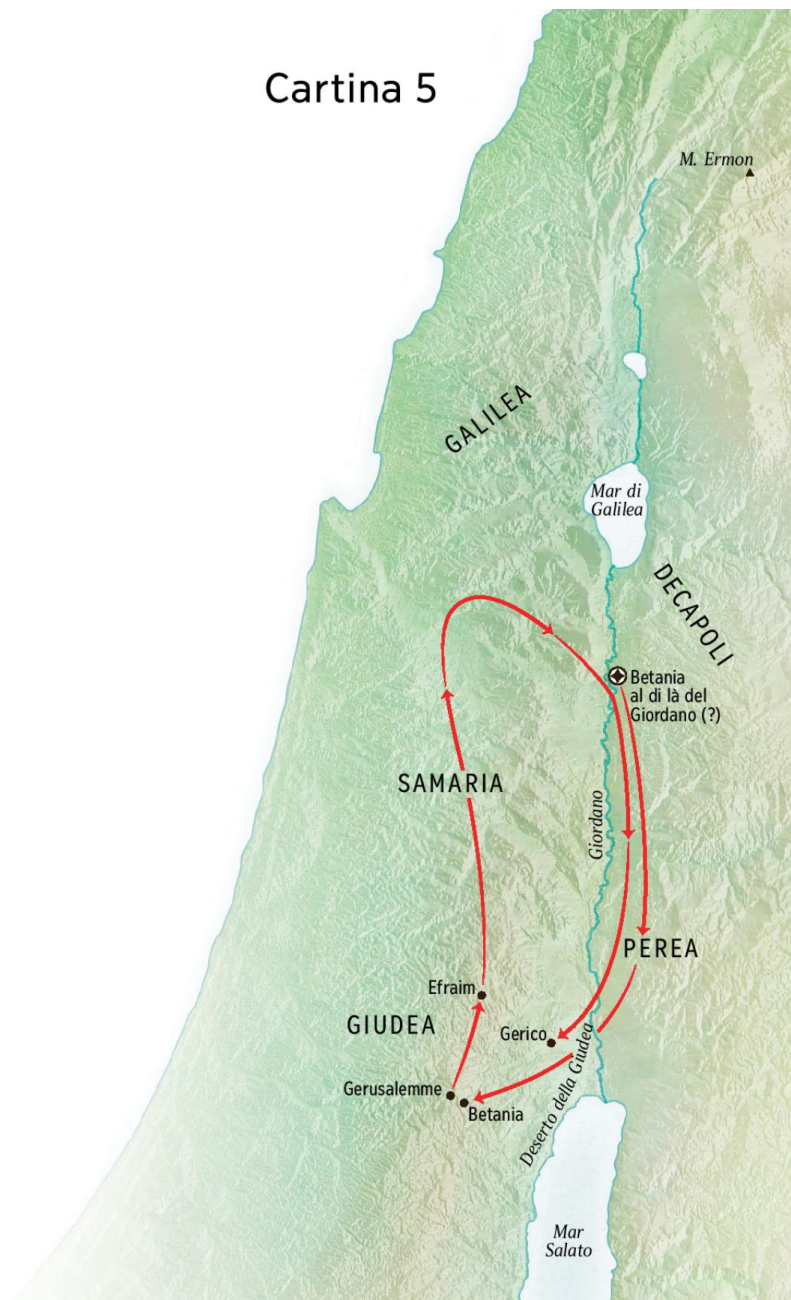 Cartina 5
M. Ermon
GALILEA
Mar di
Galilea
DECAPOLI
Betania
al di là del
Giordano (?)
SAMARIA
Giordano
PEREA
Efraim
GIUDEA
Gerico
Deserto della Giudea
Gerusalemme
Betania
Mar
Salato